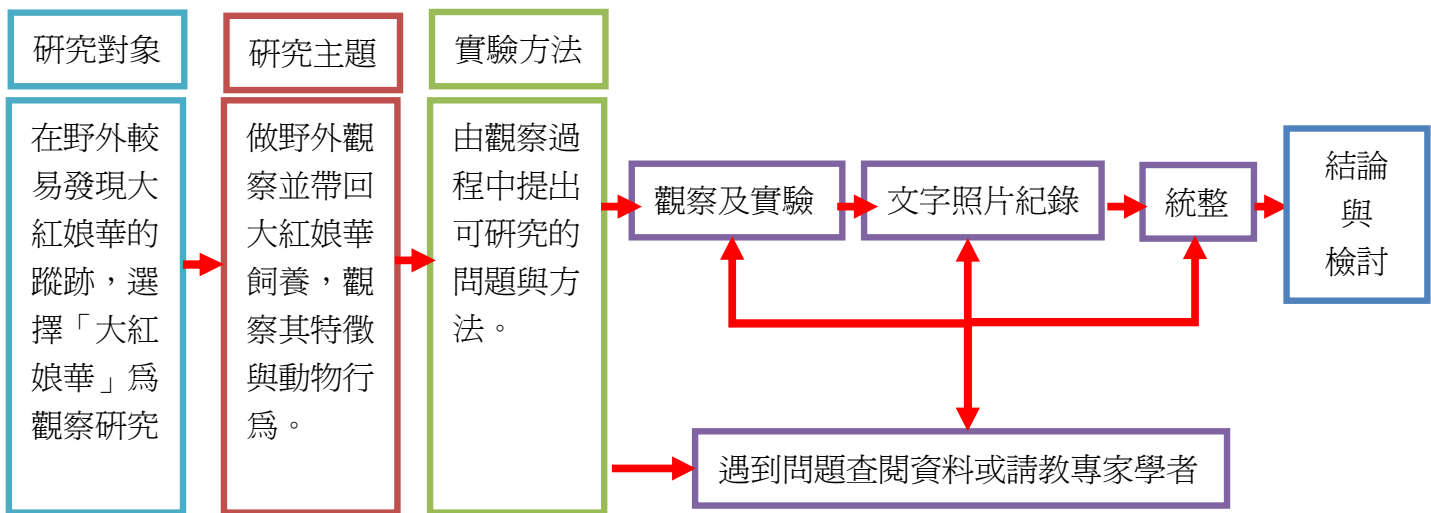 研究對象
在野外較
易發現大
紅娘華的
蹤跡，選
擇「大紅
娘華」為
觀察研究
研究主題
做野外觀
察並帶回
大紅娘華
飼養，觀
察其特徵
與動物行
為。
實驗方法
由觀察過
程中提出
可研究的
問題與方
法。
觀察及實驗
文字照片紀錄
統整
結論
與
檢討
遇到問題查閱資料或請教專家學者